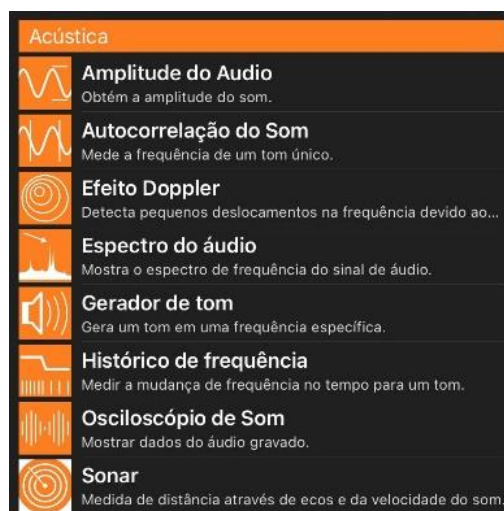 Acústica
Amplitude do Audio
Obtém a amplitude do som.
Autocorrelação do Som
Mede a frequência de um tom único.
Efeito Doppler
Detecta pequenos deslocamentos na frequência devido ao...
Espectro do áudio
Mostra o espectro de frequência do sinal de áudio.
Gerador de tom
Gera um tom em uma frequência específica.
Histórico de frequência
Medir a mudança de frequência no tempo para um tom.
Osciloscópio de Som
Mostrar dados do áudio gravado.
Sonar
Medida de distância através de ecos e da velocidade do som.